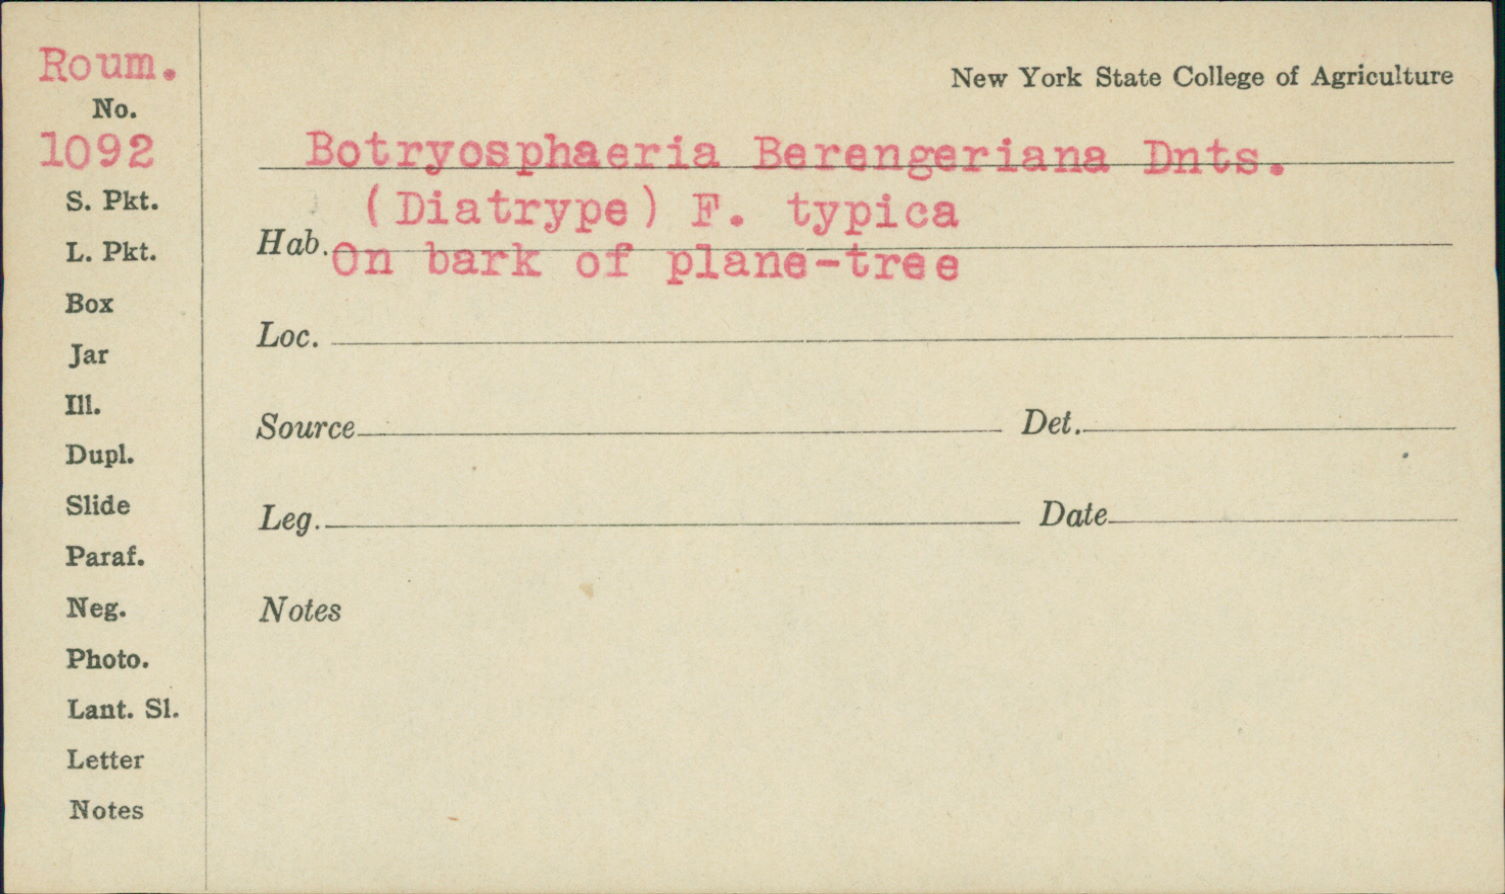 Roum.
No.
1092
S. Pkt.
L. Pkt.
Box
Jar
Ill.
Dupl.
Slide
Paraf.
Neg.
Photo.
Lant. Sl.
Letter
Notes
New York State College of Agriculture
Botryosphaeria Berengeriana Dnts.
(Diatrype) F. typica
Hab. On bark of plane-tree
Loc.
Source Det.
Leg. Date
Notes